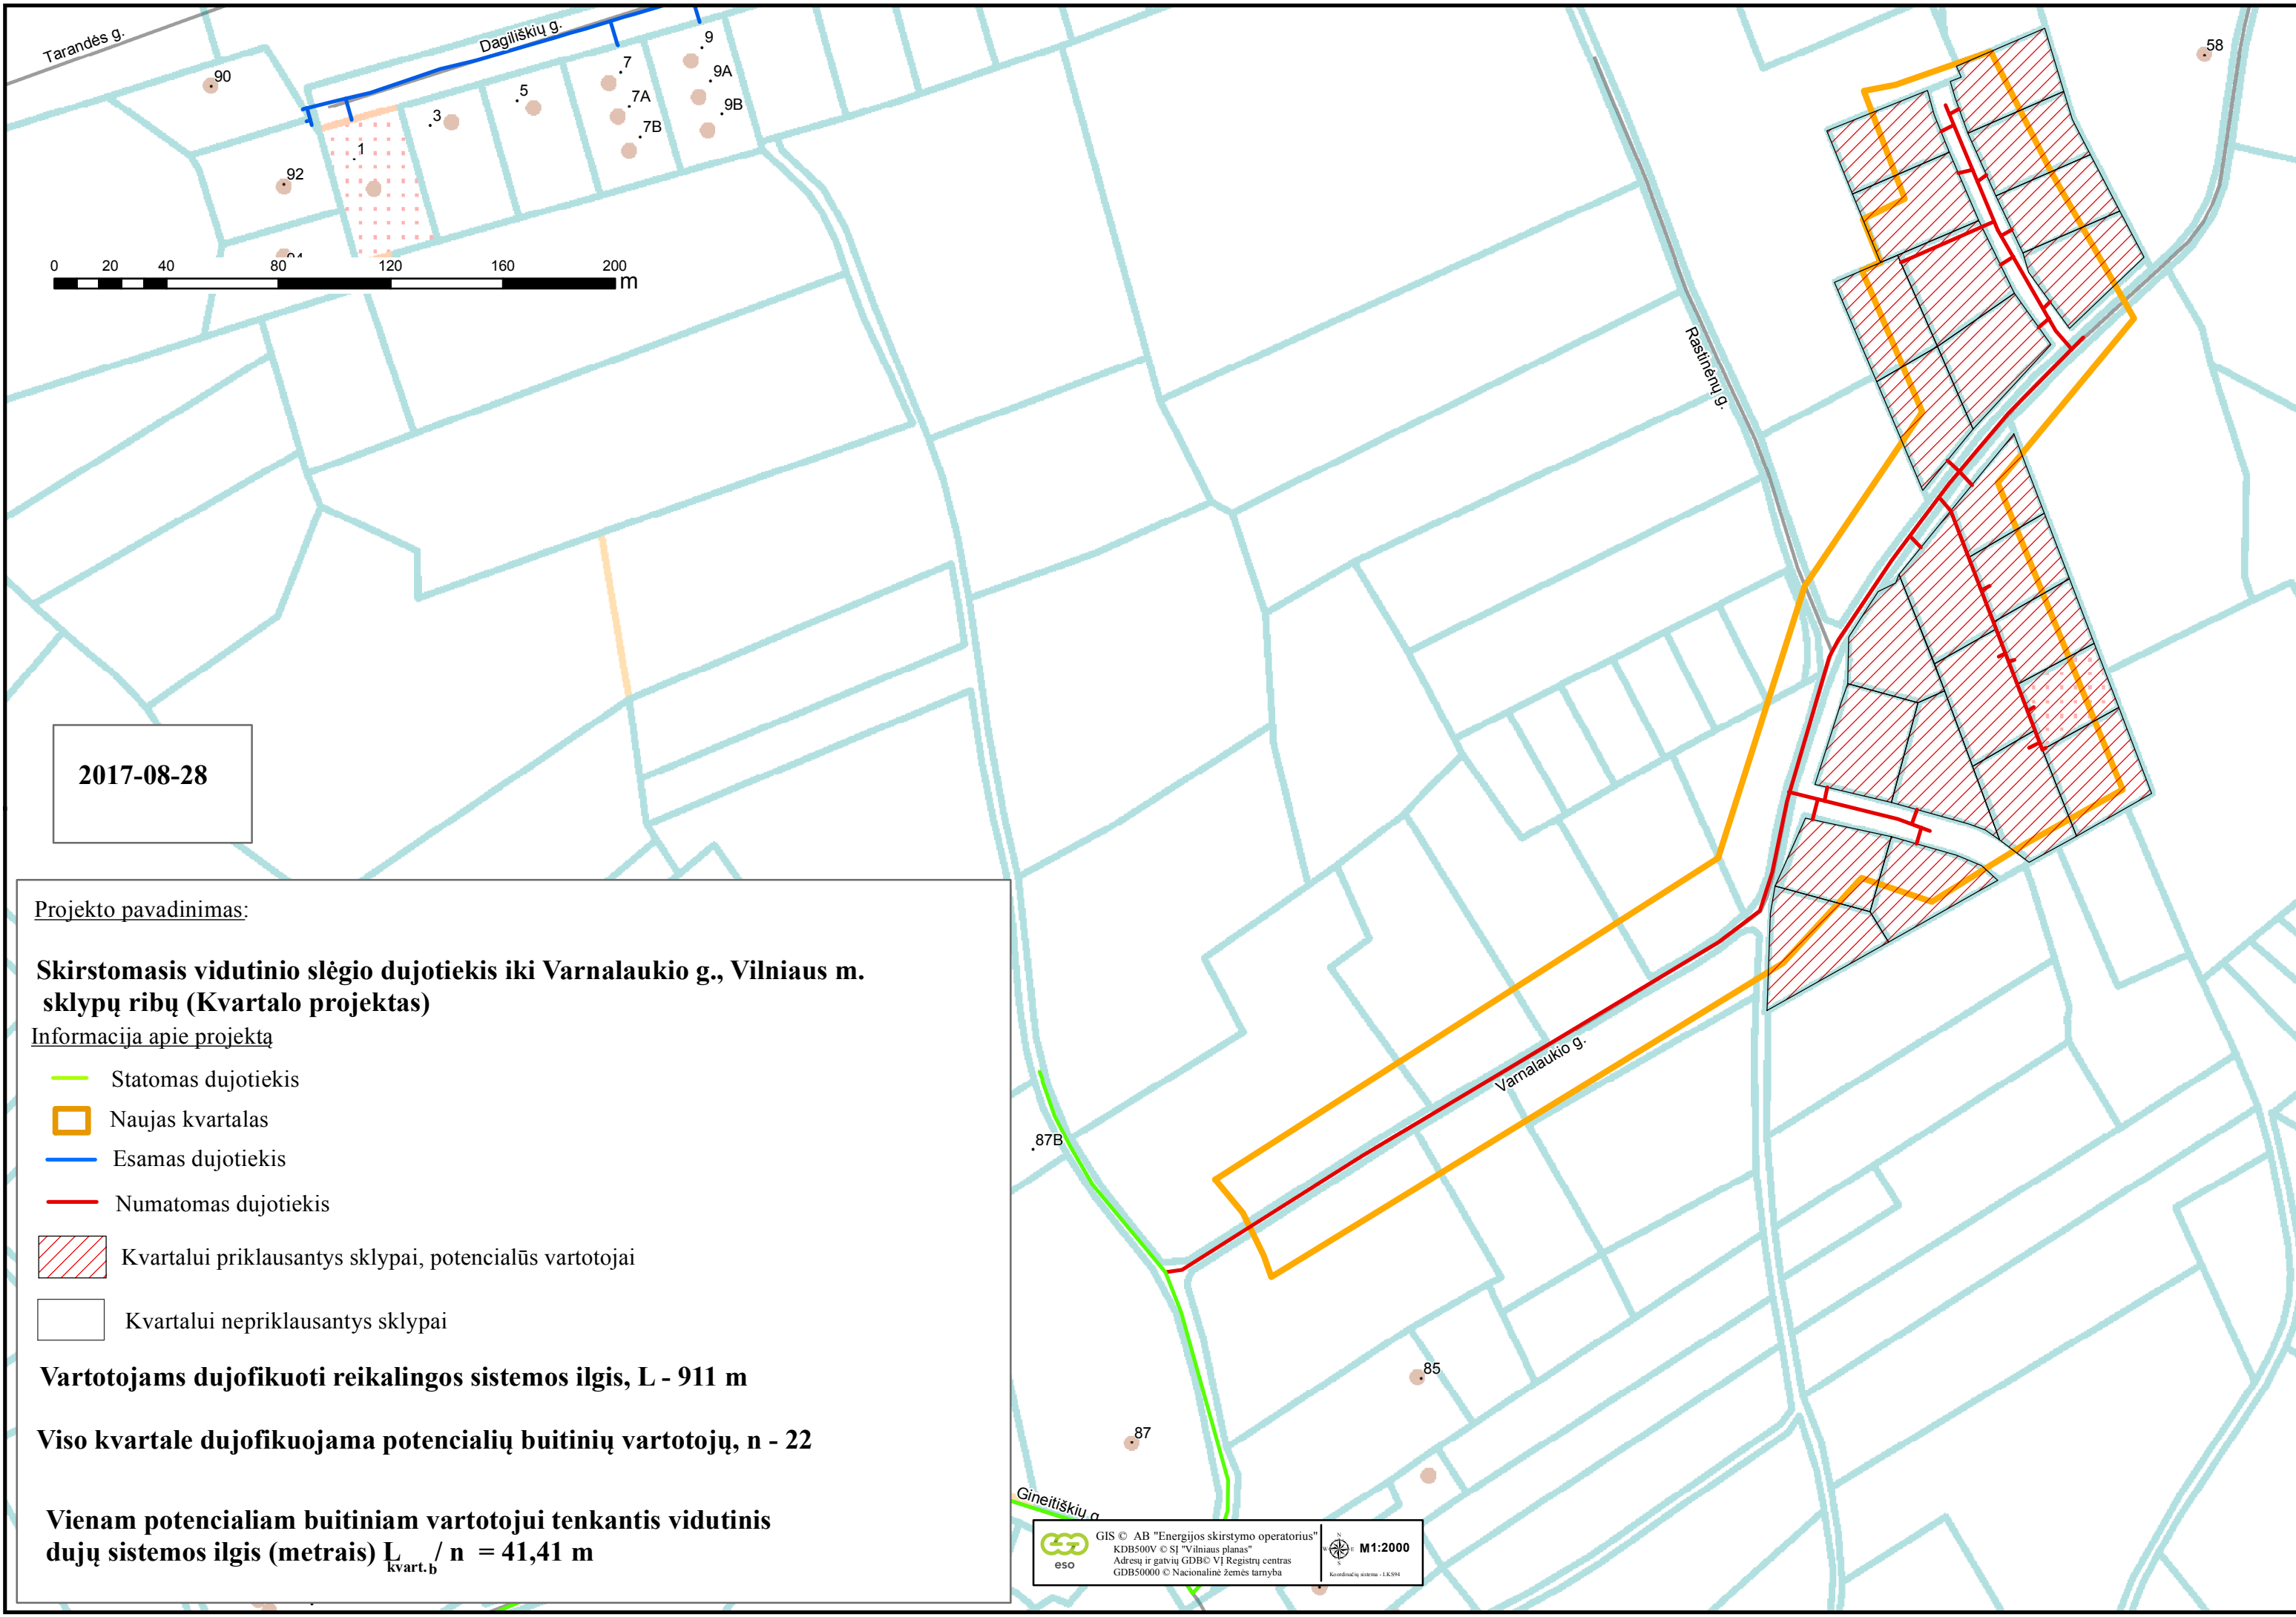 Tarandės g.
Dagiliškių g.
90
92
1
3
5
7
7A
7B
9
9A
9B
58
0 20 40 80 120 160 200 m
Rastinėnų g.
2017-08-28
Projekto pavadinimas:
Skirstomasis vidutinio slėgio dujotiekis iki Varnalaukio g., Vilniaus m.
sklypų ribų (Kvartalo projektas)
Informacija apie projektą
Statomas dujotiekis
Naujas kvartalas
Esamas dujotiekis
Numatomas dujotiekis
Kvartalui priklausantys sklypai, potencialūs vartotojai
Kvartalui nepriklausantys sklypai
Vartotojams dujofikuoti reikalingos sistemos ilgis, L - 911 m
Viso kvartale dujofikuojama potencialių buitinių vartotojų, n - 22
Vienam potencialiam buitiniam vartotojui tenkantis vidutinis
dujų sistemos ilgis (metrais) L kvart.b / n = 41,41 m
Varnalaukio g.
87B
85
87
Gineitiškių g
eso
GIS © AB "Energijos skirstymo operatorius"
KDB500V © SĮ "Vilniaus planas"
Adresų ir gatvių GDB© VĮ Registrų centras
GDB50000 © Nacionalinė žemės tarnyba
N
W E
S
M1:2000
Koordinačių sistema - LKS94